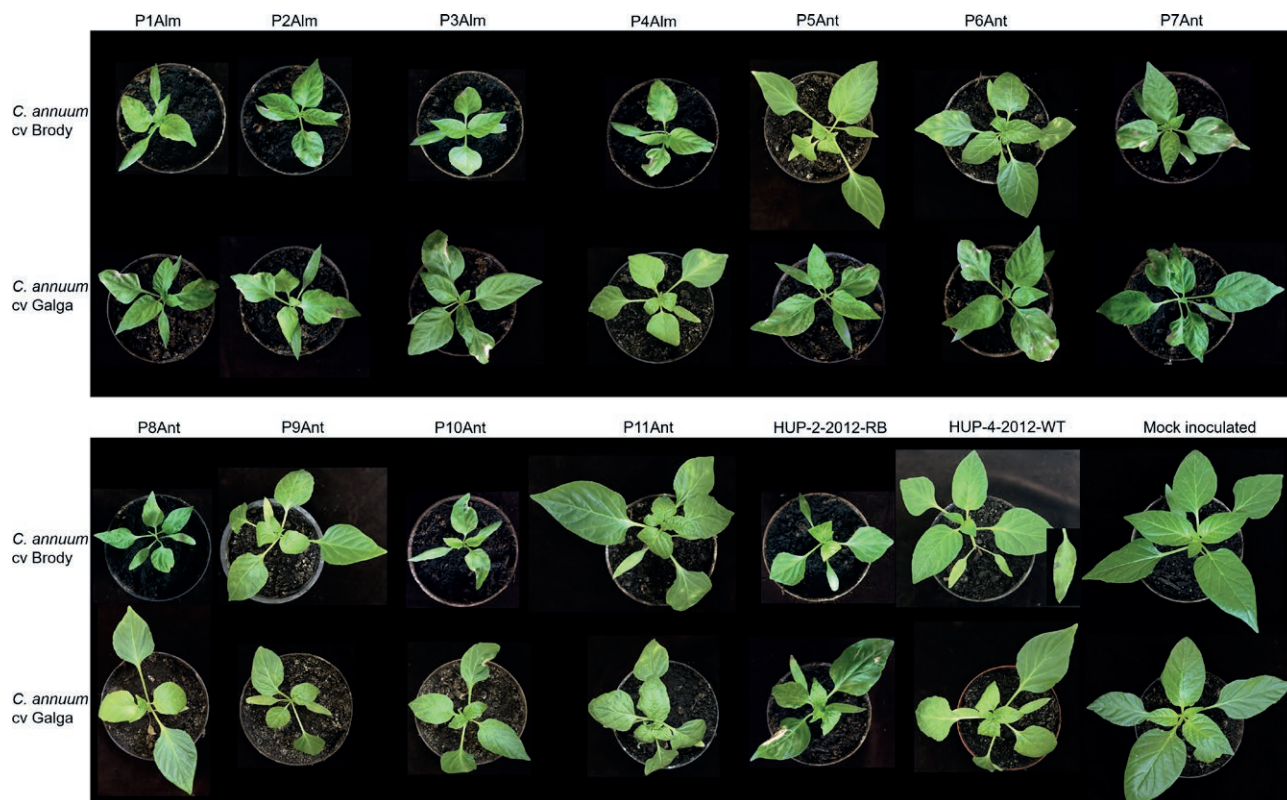 P1Alm P2Alm P3Alm P4Alm P5Ant P6Ant P7Ant
C. annuum
cv Brody
C. annuum
cv Galga
P8Ant P9Ant P10Ant P11Ant HUP-2-2012-RB HUP-4-2012-WT Mock inoculated
C. annuum
cv Brody
C. annuum
cv Galga